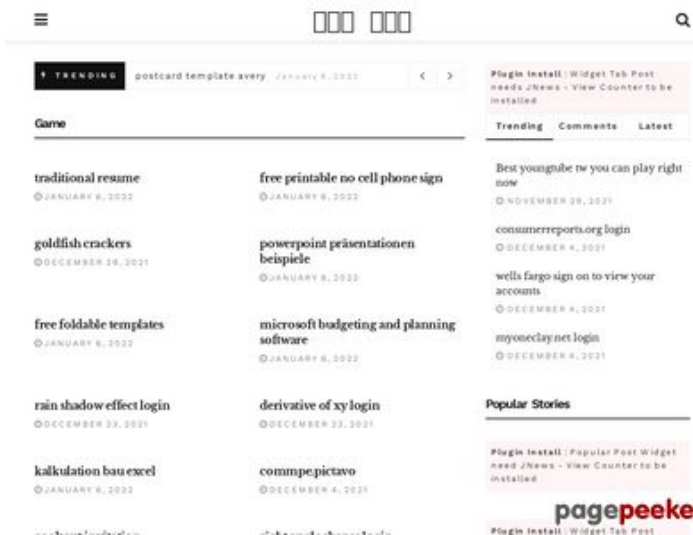 TRENDING postcard template avery January 6, 2022
Game
traditional resume
JANUARY 6, 2022
free printable no cell phone sign
JANUARY 6, 2022
goldfish crackers
DECEMBER 28, 2021
powerpoint präsentationen
beispiele
JANUARY 6, 2022
free foldable templates
JANUARY 6, 2022
microsoft budgeting and planning
software
JANUARY 6, 2022
rain shadow effect login
DECEMBER 23, 2021
derivative of xy login
DECEMBER 23, 2021
kalkulation bau excel
JANUARY 6, 2022
commpe.pictavo
DECEMBER 4, 2021
Plugin Install : Widget Tab Post
needs JNews - View Counter to be
installed
Trending Comments Latest
Best youngtube tw you can play right
now
NOVEMBER 28, 2021
consumerreports.org login
DECEMBER 4, 2021
wells fargo sign on to view your
accounts
DECEMBER 4, 2021
myoneclay.net login
DECEMBER 4, 2021
Popular Stories
Plugin Install : Popular Post Widget
need JNews - View Counter to be
installed
pagepeeke
Plugin Install : Widget Tab Post